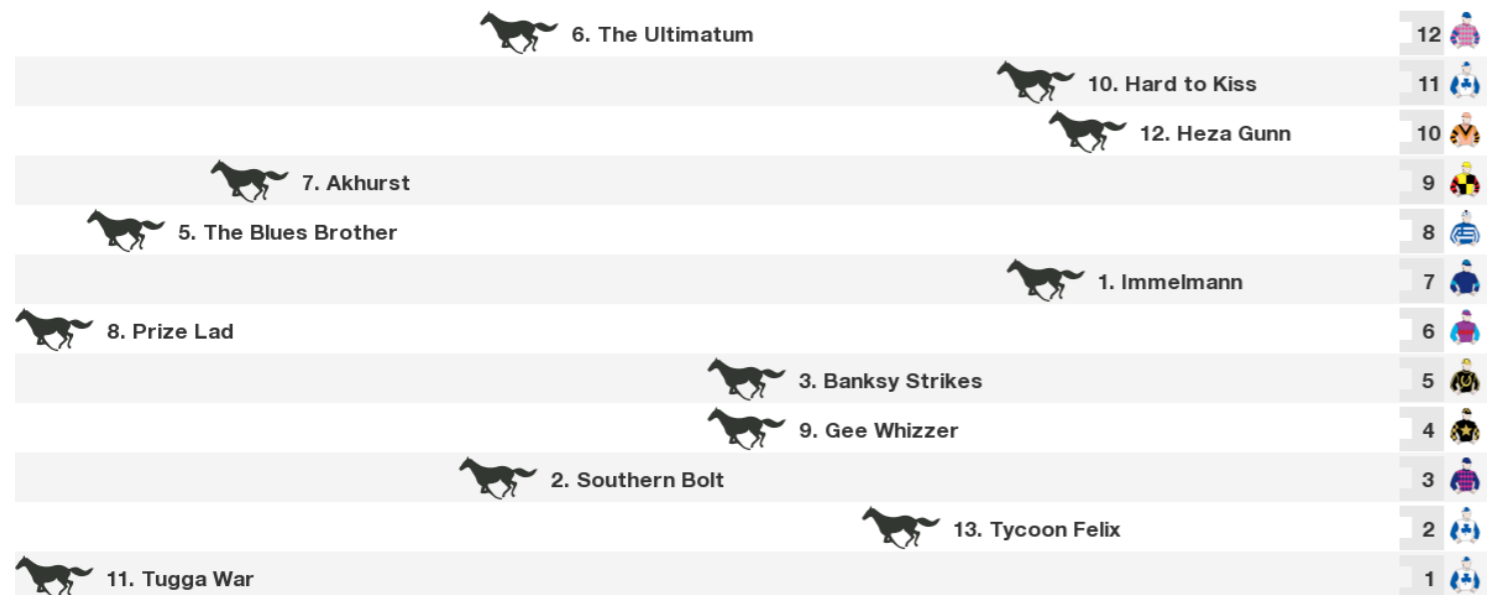 6. The Ultimatum 12
10. Hard to Kiss 11
12. Heza Gunn 10
7. Akhurst 9
5. The Blues Brother 8
1. Immelmann 7
8. Prize Lad 6
3. Banksy Strikes 5
9. Gee Whizzer 4
2. Southern Bolt 3
13. Tycoon Felix 2
11. Tugga War 1